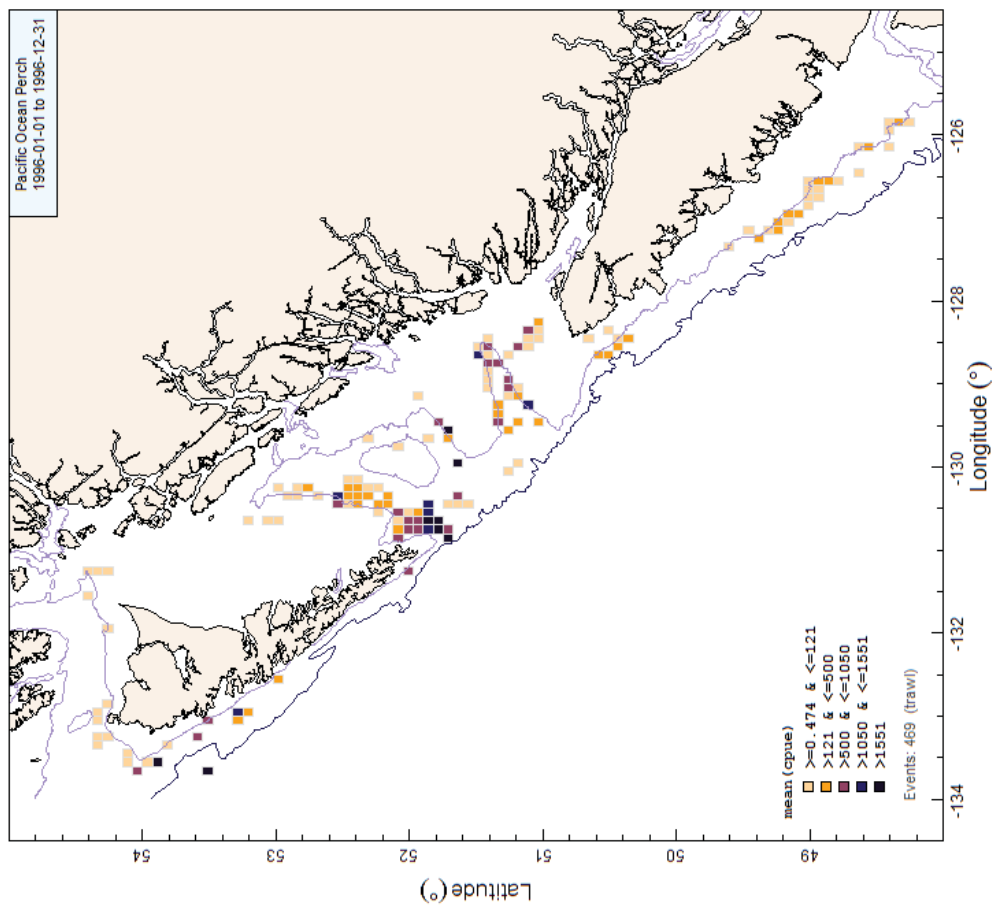 Pacific Ocean Perch
1996-01-01 to 1996-12-31
54
53
52
51
50
49
Latitude (°)
-134
-132
-130
-128
-126
Longitude (°)
mean(cpue)
>=0.474 & <=121
>121 & <=500
>500 & <=1050
>1050 & <=1551
>1551
Events: 469 (trawl)